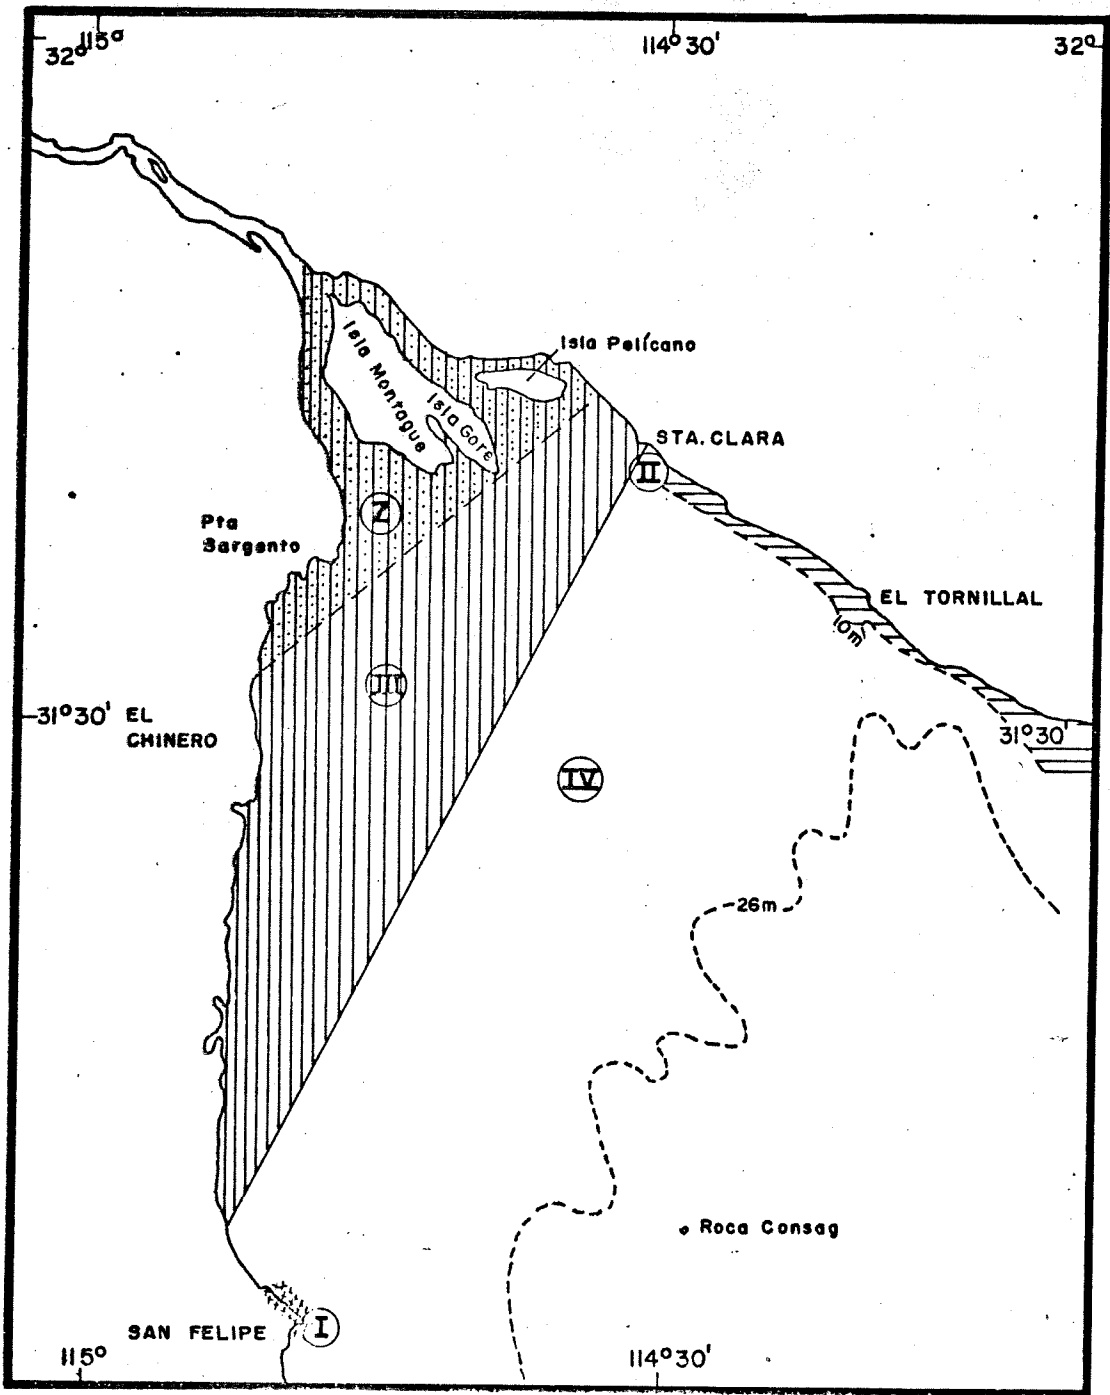 115°
32°
114°30'
32°
Isla Pelícano
Isla Montague
Isla Gore
STA. CLARA
II
Z
Pta
Sargento
EL TORNILLAL
10m
III
31°30'
EL
CHINERO
31°30'
IV
26m
Roca Consag
SAN FELIPE
I
115°
114°30'